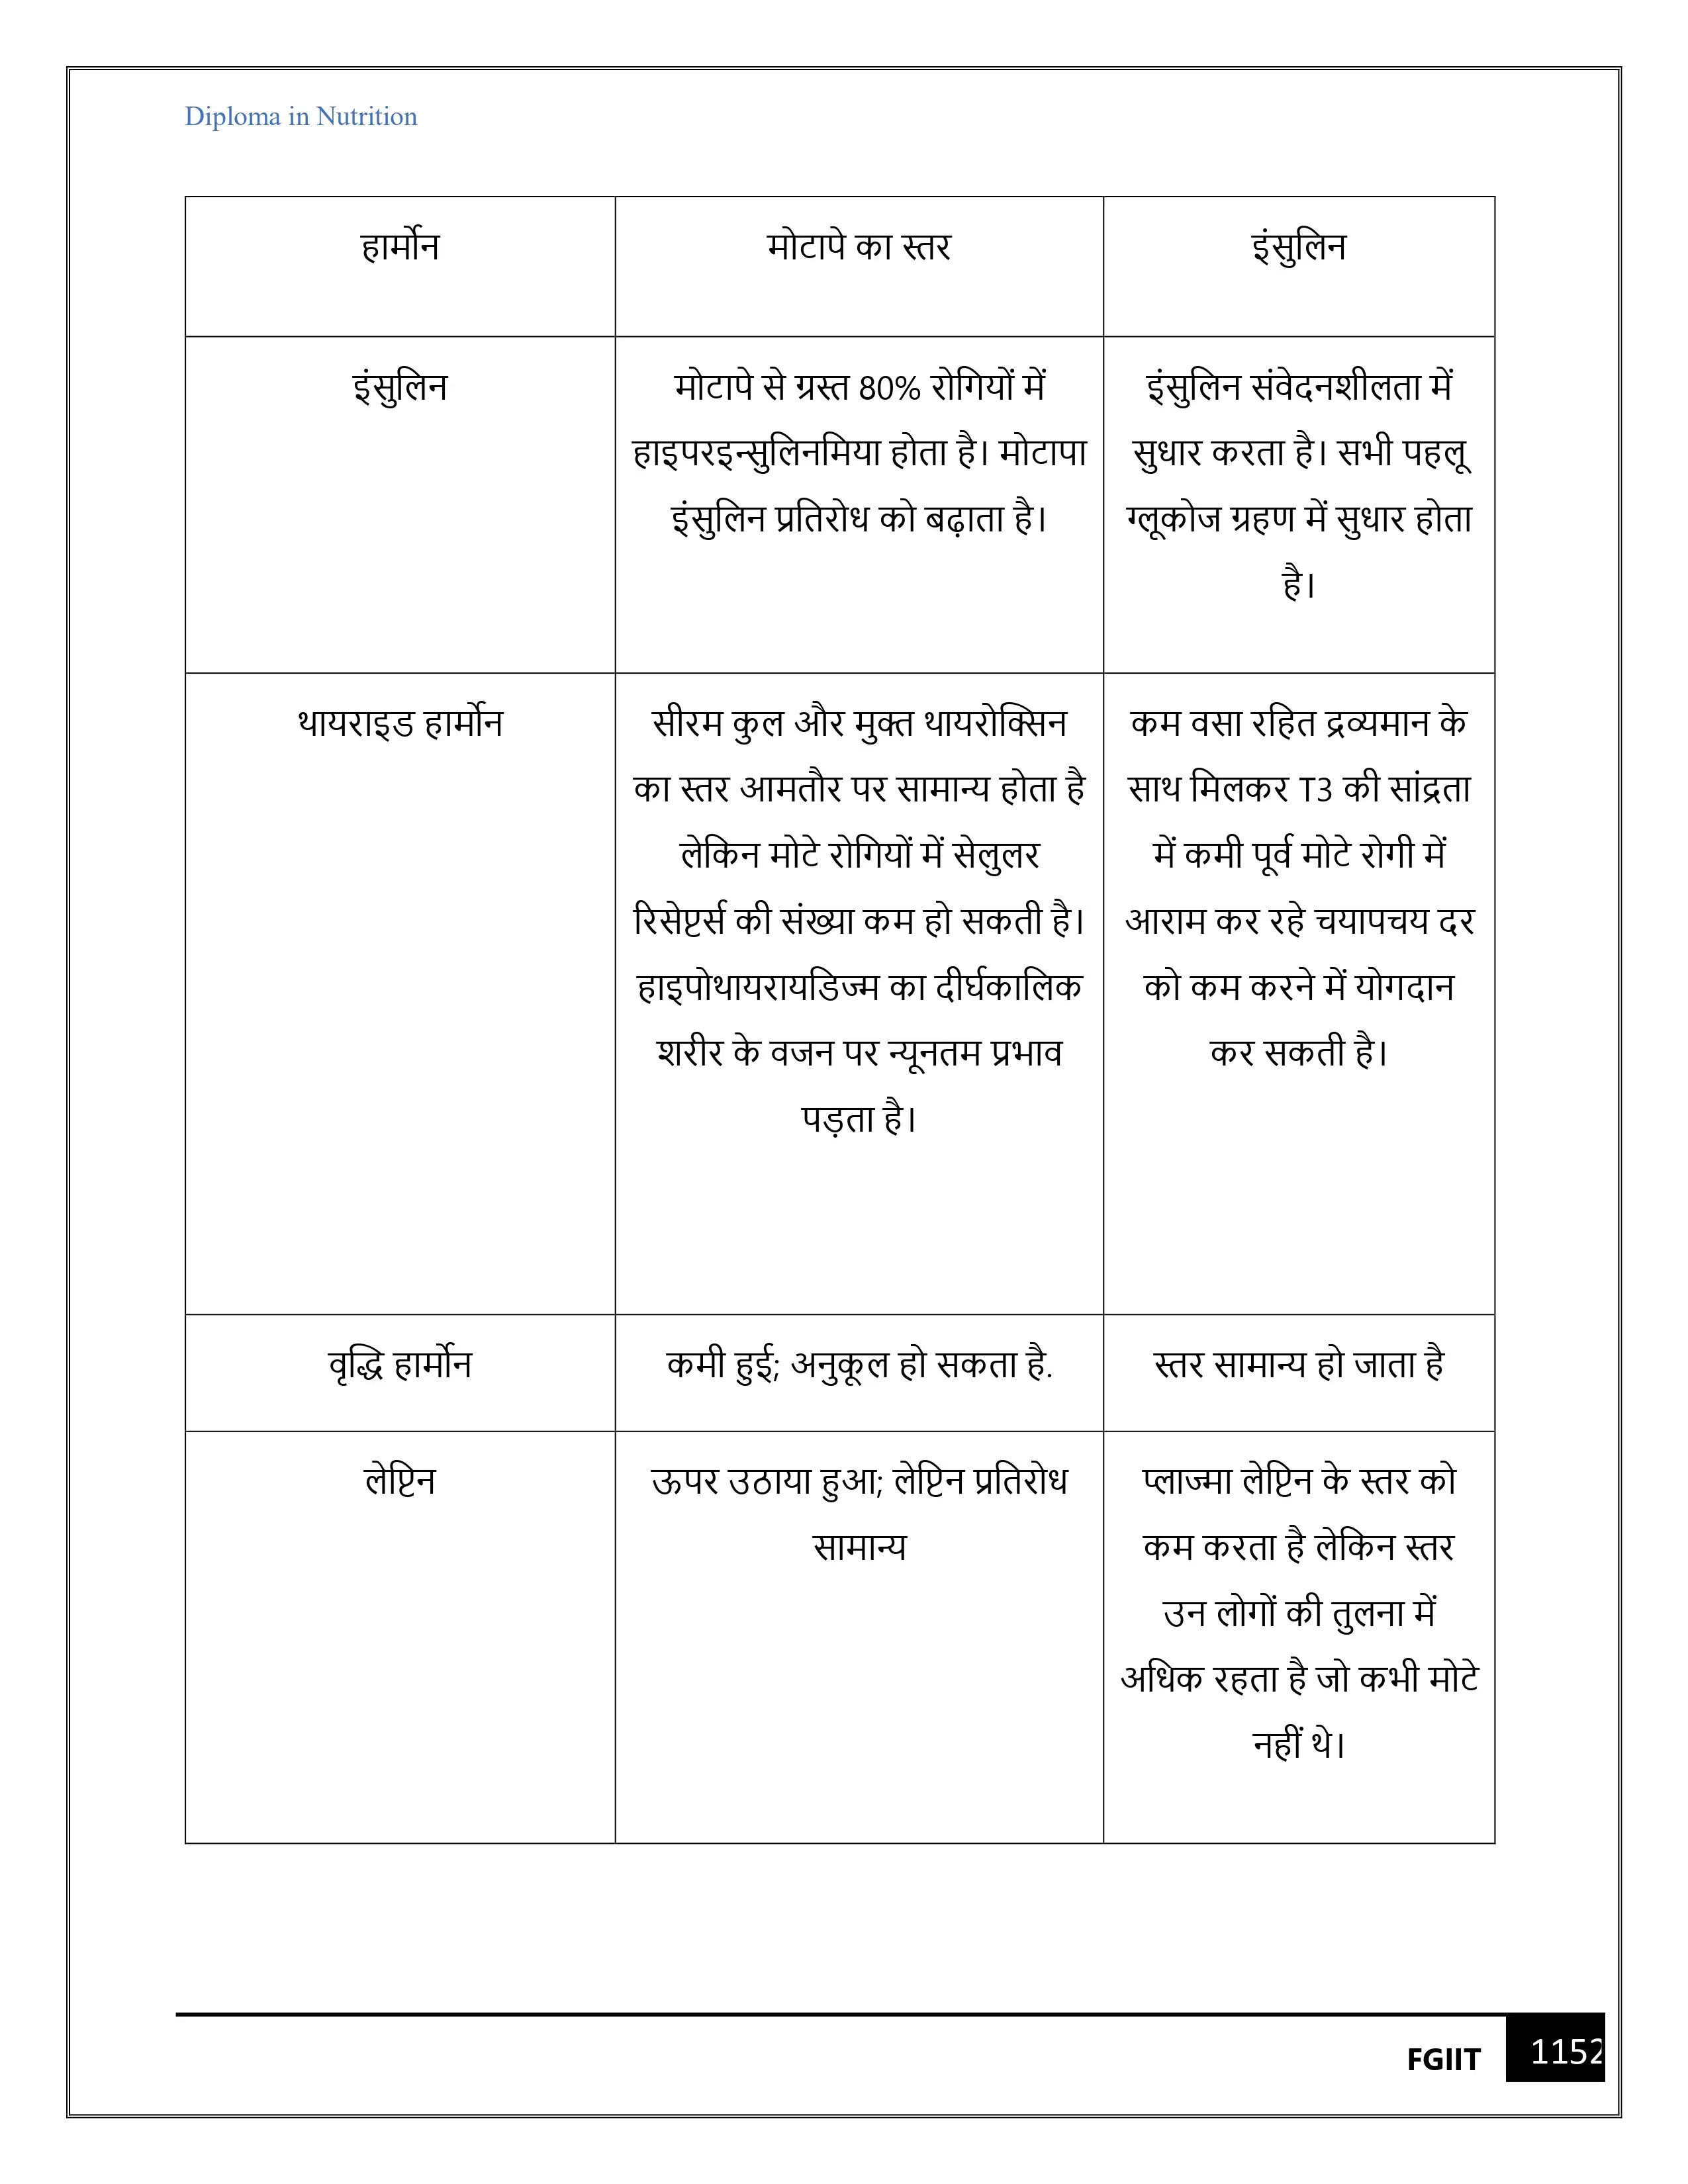 Diploma in Nutrition
हार्मोन
मोटापे का स्तर
इंसुलिन
इंसुलिन
मोटापे से ग्रस्त 80% रोगियों में
हाइपरइन्सुलिनमिया होता है। मोटापा
इंसुलिन प्रतिरोध को बढ़ाता है।
इंसुलिन संवेदनशीलता में
सुधार करता है। सभी पहलू
ग्लूकोज ग्रहण में सुधार होता
है।
थायराइड हार्मोन
सीरम कुल और मुक्त थायरोक्सिन
का स्तर आमतौर पर सामान्य होता है
लेकिन मोटे रोगियों में सेलुलर
रिसेप्टर्स की संख्या कम हो सकती है।
हाइपोथायरायडिज्म का दीर्घकालिक
शरीर के वजन पर न्यूनतम प्रभाव
पड़ता है।
कम वसा रहित द्रव्यमान के
साथ मिलकर T3 की सांद्रता
में कमी पूर्व मोटे रोगी में
आराम कर रहे चयापचय दर
को कम करने में योगदान
कर सकती है।
वृद्धि हार्मोन
कमी हुई; अनुकूल हो सकता है.
स्तर सामान्य हो जाता है
लेप्टिन
ऊपर उठाया हुआ; लेप्टिन प्रतिरोध
सामान्य
प्लाज्मा लेप्टिन के स्तर को
कम करता है लेकिन स्तर
उन लोगों की तुलना में
अधिक रहता है जो कभी मोटे
नहीं थे।
FGIIT
1152